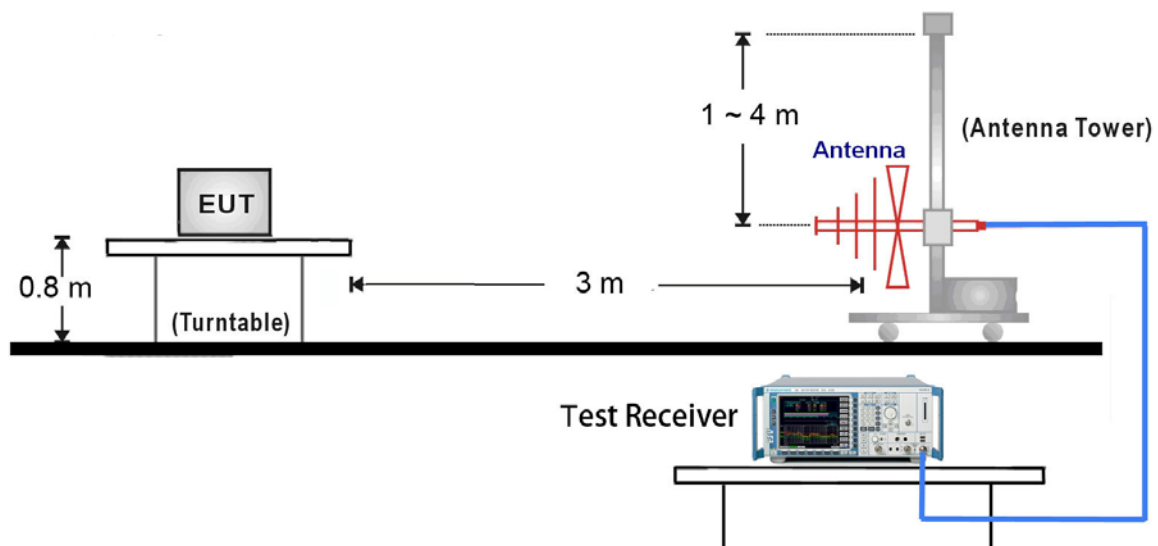 1 ~ 4 m
(Antenna Tower)
Antenna
EUT
0.8 m
3 m
(Turntable)
Test Receiver